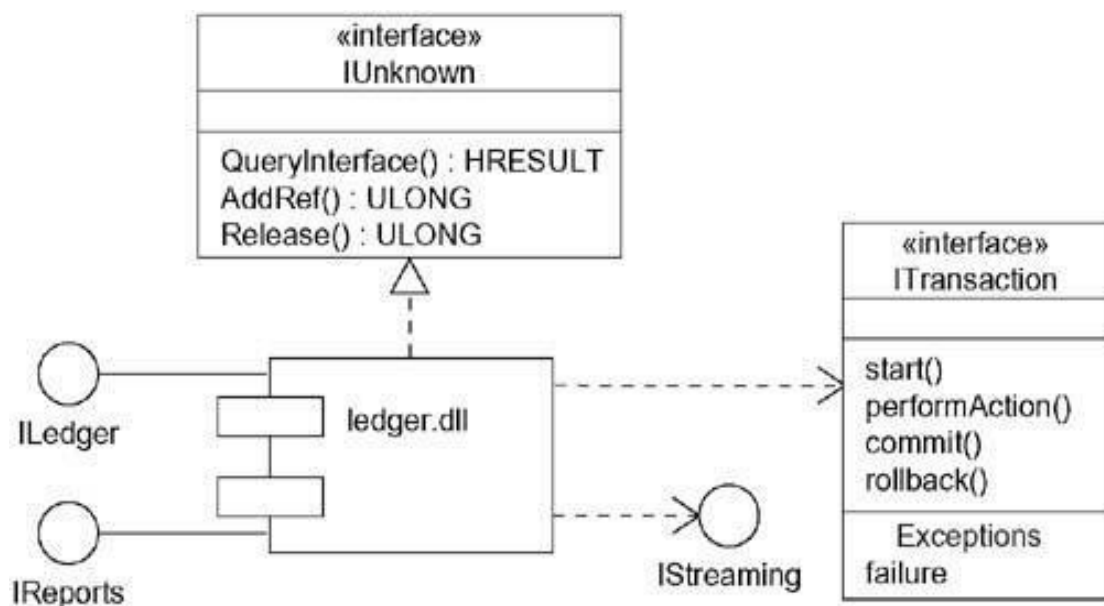 «interface»
IUnknown
QueryInterface() : HRESULT
AddRef() : ULONG
Release() : ULONG
«interface»
ITransaction
start()
performAction()
commit()
rollback()
Exceptions
failure
ILedger
ledger.dll
IReports
IStreaming